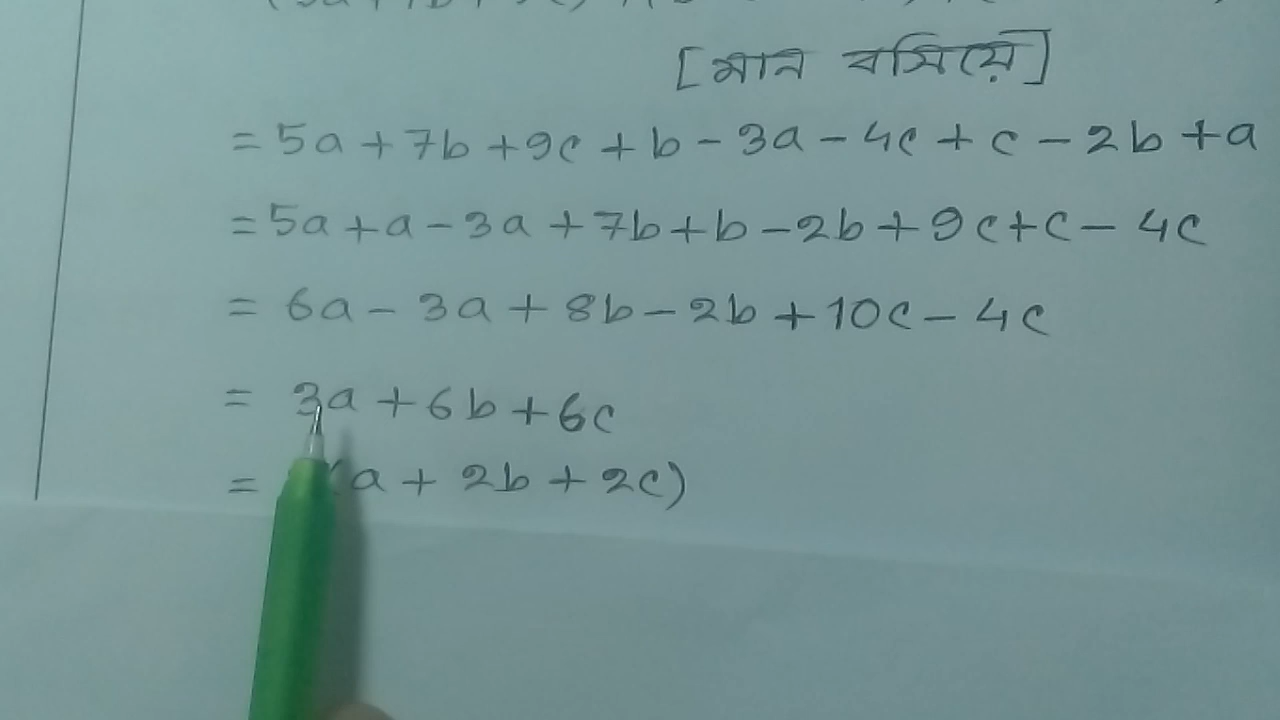 [মান বসিয়ে]
= 5a + 7b + 9c + b - 3a - 4c + c - 2b + a
= 5a + a - 3a + 7b + b - 2b + 9c + c - 4c
= 6a - 3a + 8b - 2b + 10c - 4c
= 3a + 6b + 6c
= (a + 2b + 2c)